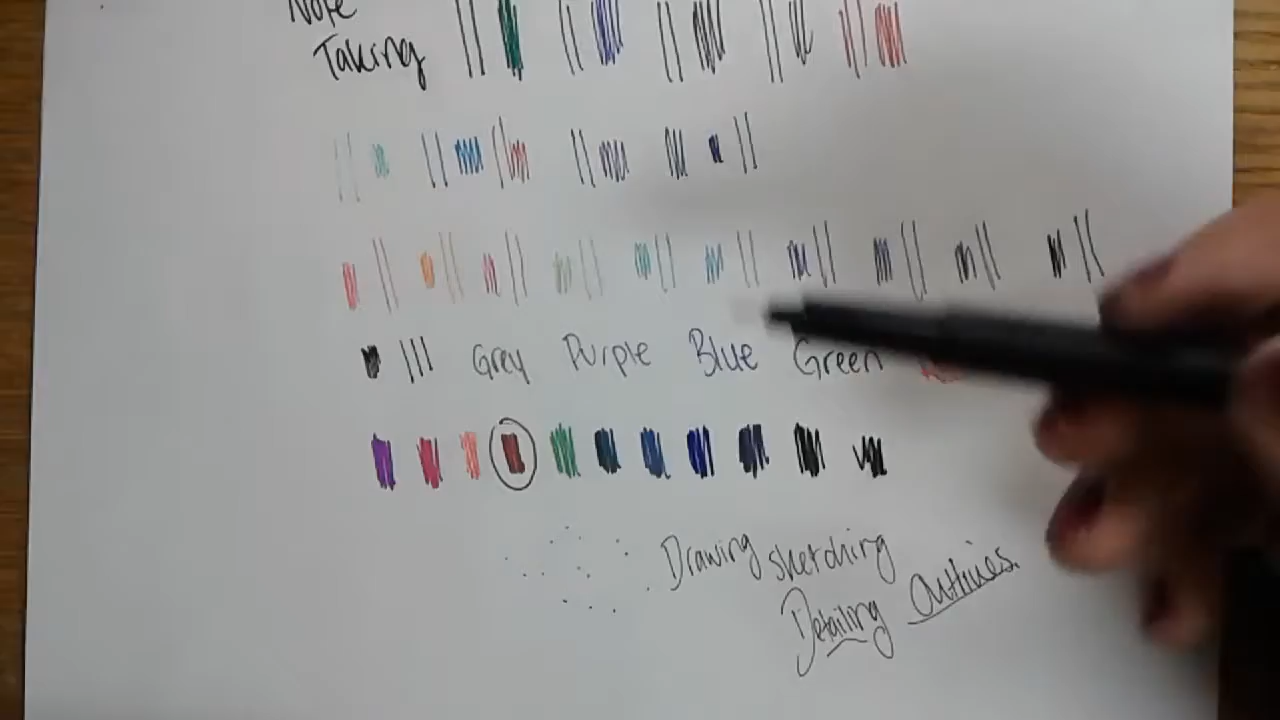 Note
Taking
Grey Purple Blue Green
Drawing sketching
Detailing Outlines.